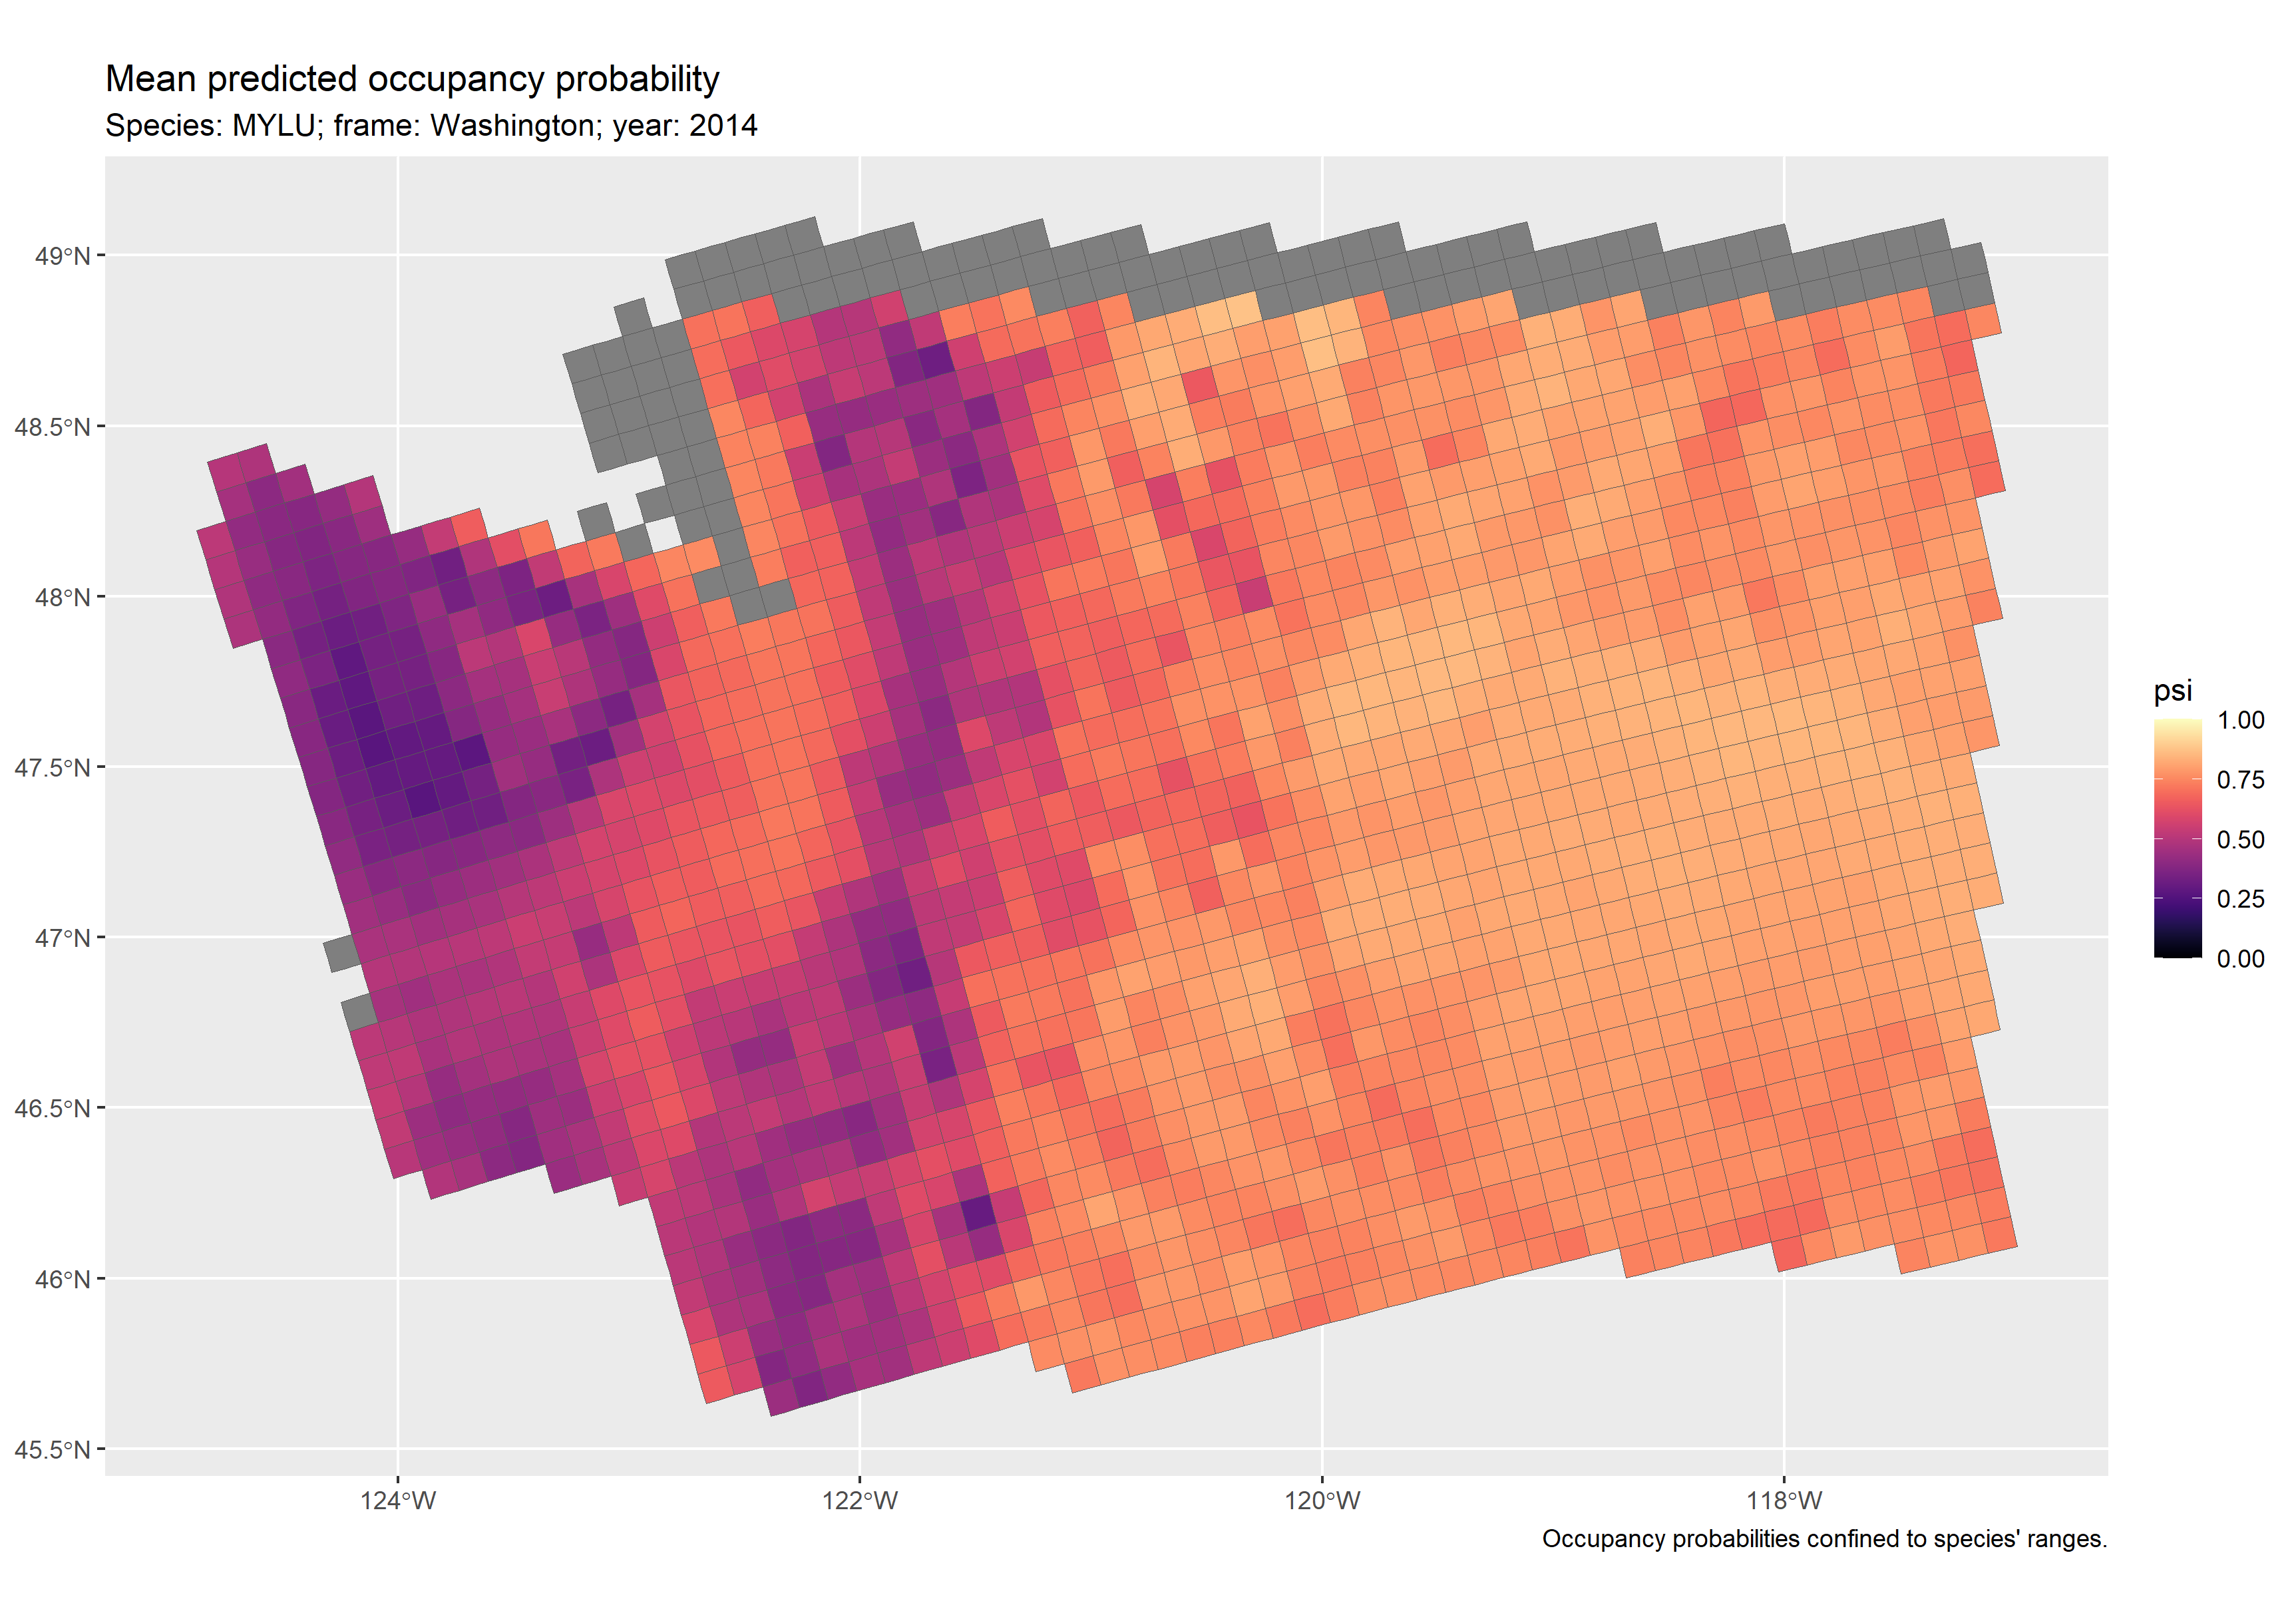 Mean predicted occupancy probability
Species: MYLU; frame: Washington; year: 2014
49°N
48.5°N
48°N
47.5°N
47°N
46.5°N
46°N
45.5°N
124°W
122°W
120°W
118°W
psi
1.00
0.75
0.50
0.25
0.00
Occupancy probabilities confined to species' ranges.